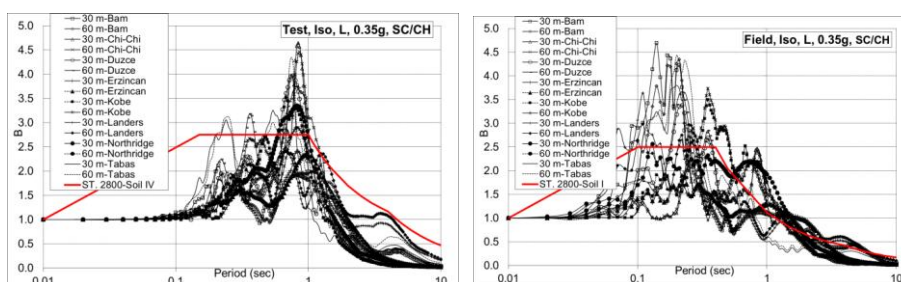 Test, Iso, L, 0.35g, SC/CH
5.0
4.5
4.0
3.5
3.0
2.5
2.0
1.5
1.0
0.5
0.0
B
30 m-Bam
60 m-Bam
30 m-Chi-Chi
60 m-Chi-Chi
30 m-Duzce
60 m-Duzce
30 m-Erzincan
60 m-Erzincan
30 m-Kobe
60 m-Kobe
30 m-Landers
60 m-Landers
30 m-Northridge
60 m-Northridge
30 m-Tabas
60 m-Tabas
ST. 2800-Soil IV
0.01
0.1
1
10
Period (sec)
Field, Iso, L, 0.35g, SC/CH
5.0
4.5
4.0
3.5
3.0
2.5
2.0
1.5
1.0
0.5
0.0
B
30 m-Bam
60 m-Bam
30 m-Chi-Chi
60 m-Chi-Chi
30 m-Duzce
60 m-Duzce
30 m-Erzincan
60 m-Erzincan
30 m-Kobe
60 m-Kobe
30 m-Landers
60 m-Landers
30 m-Northridge
60 m-Northridge
30 m-Tabas
60 m-Tabas
ST. 2800-Soil I
0.01
0.1
1
10
Period (sec)